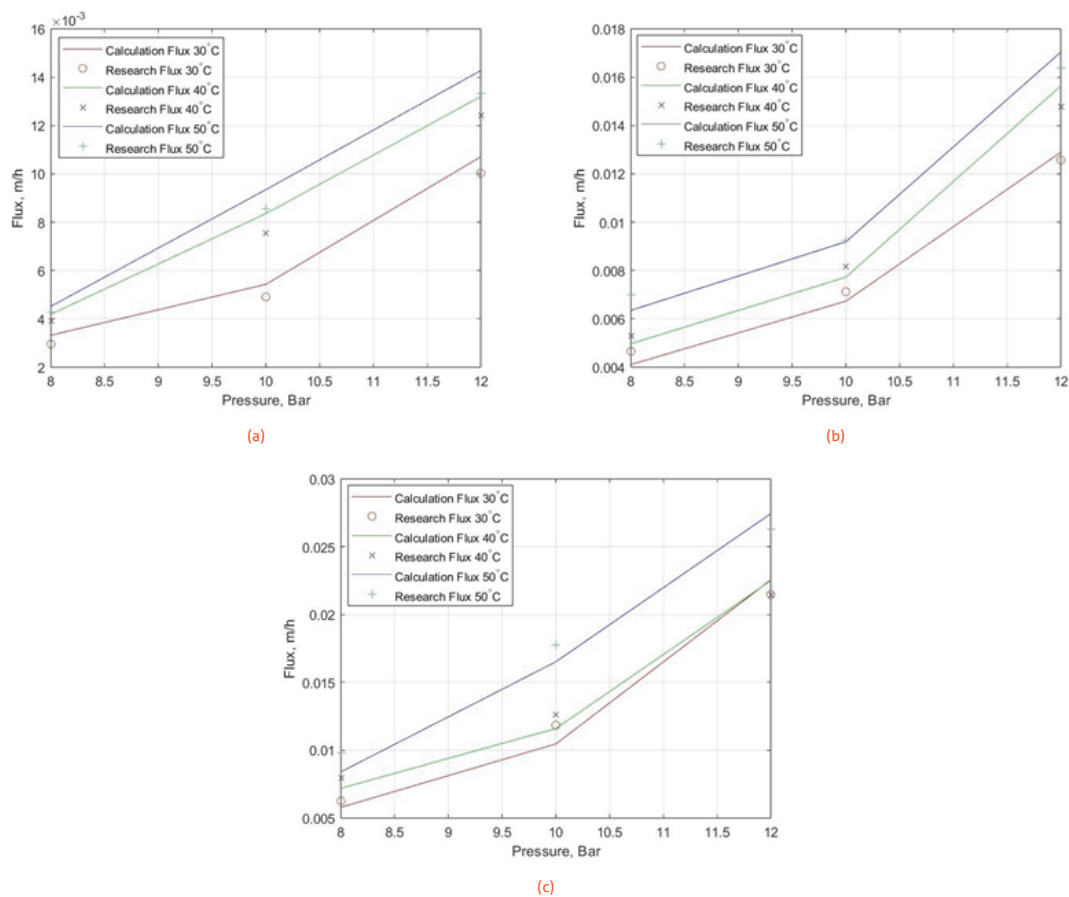 ×10⁻³
16
14
12
10
8
6
4
2
Flux, m/h
Calculation Flux 30°C
Research Flux 30°C
Calculation Flux 40°C
Research Flux 40°C
Calculation Flux 50°C
Research Flux 50°C
8 8.5 9 9.5 10 10.5 11 11.5 12
Pressure, Bar
(a)
0.018
0.016
0.014
0.012
0.01
0.008
0.006
0.004
Flux, m/h
Calculation Flux 30°C
Research Flux 30°C
Calculation Flux 40°C
Research Flux 40°C
Calculation Flux 50°C
Research Flux 50°C
8 8.5 9 9.5 10 10.5 11 11.5 12
Pressure, Bar
(b)
0.03
0.025
0.02
0.015
0.01
0.005
Flux, m/h
Calculation Flux 30°C
Research Flux 30°C
Calculation Flux 40°C
Research Flux 40°C
Calculation Flux 50°C
Research Flux 50°C
8 8.5 9 9.5 10 10.5 11 11.5 12
Pressure, Bar
(c)